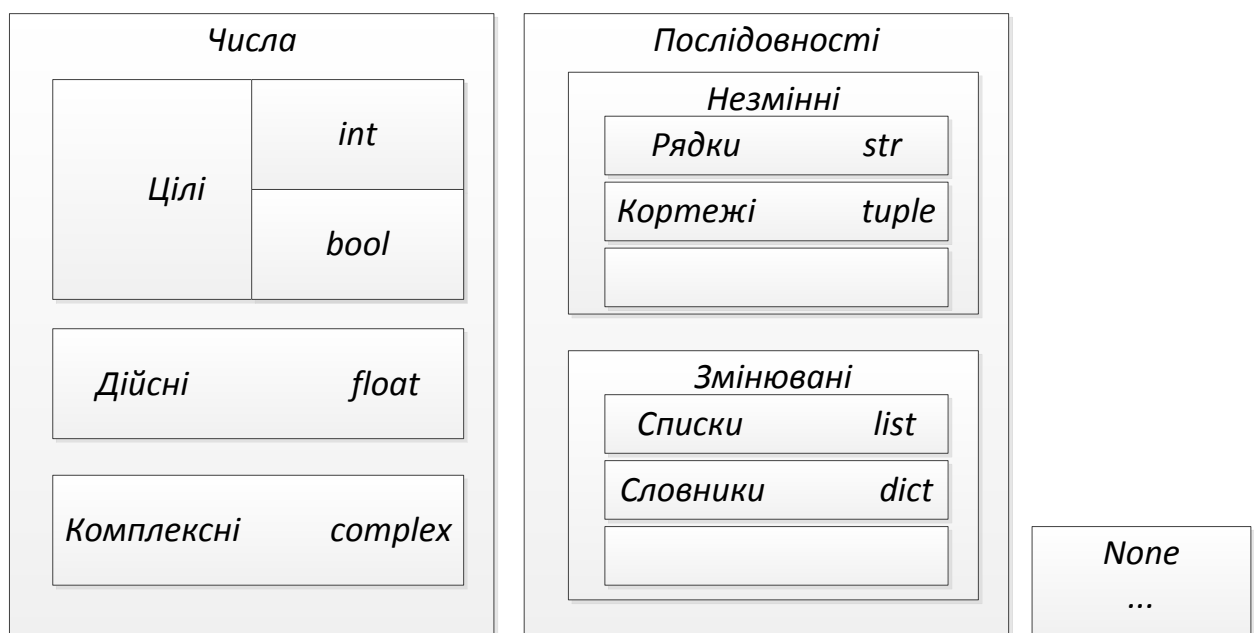 Числа
Цілі
int
bool
Дійсні float
Комплексні complex
Послідовності
Незмінні
Рядки str
Кортежі tuple
Змінювані
Списки list
Словники dict
None
...